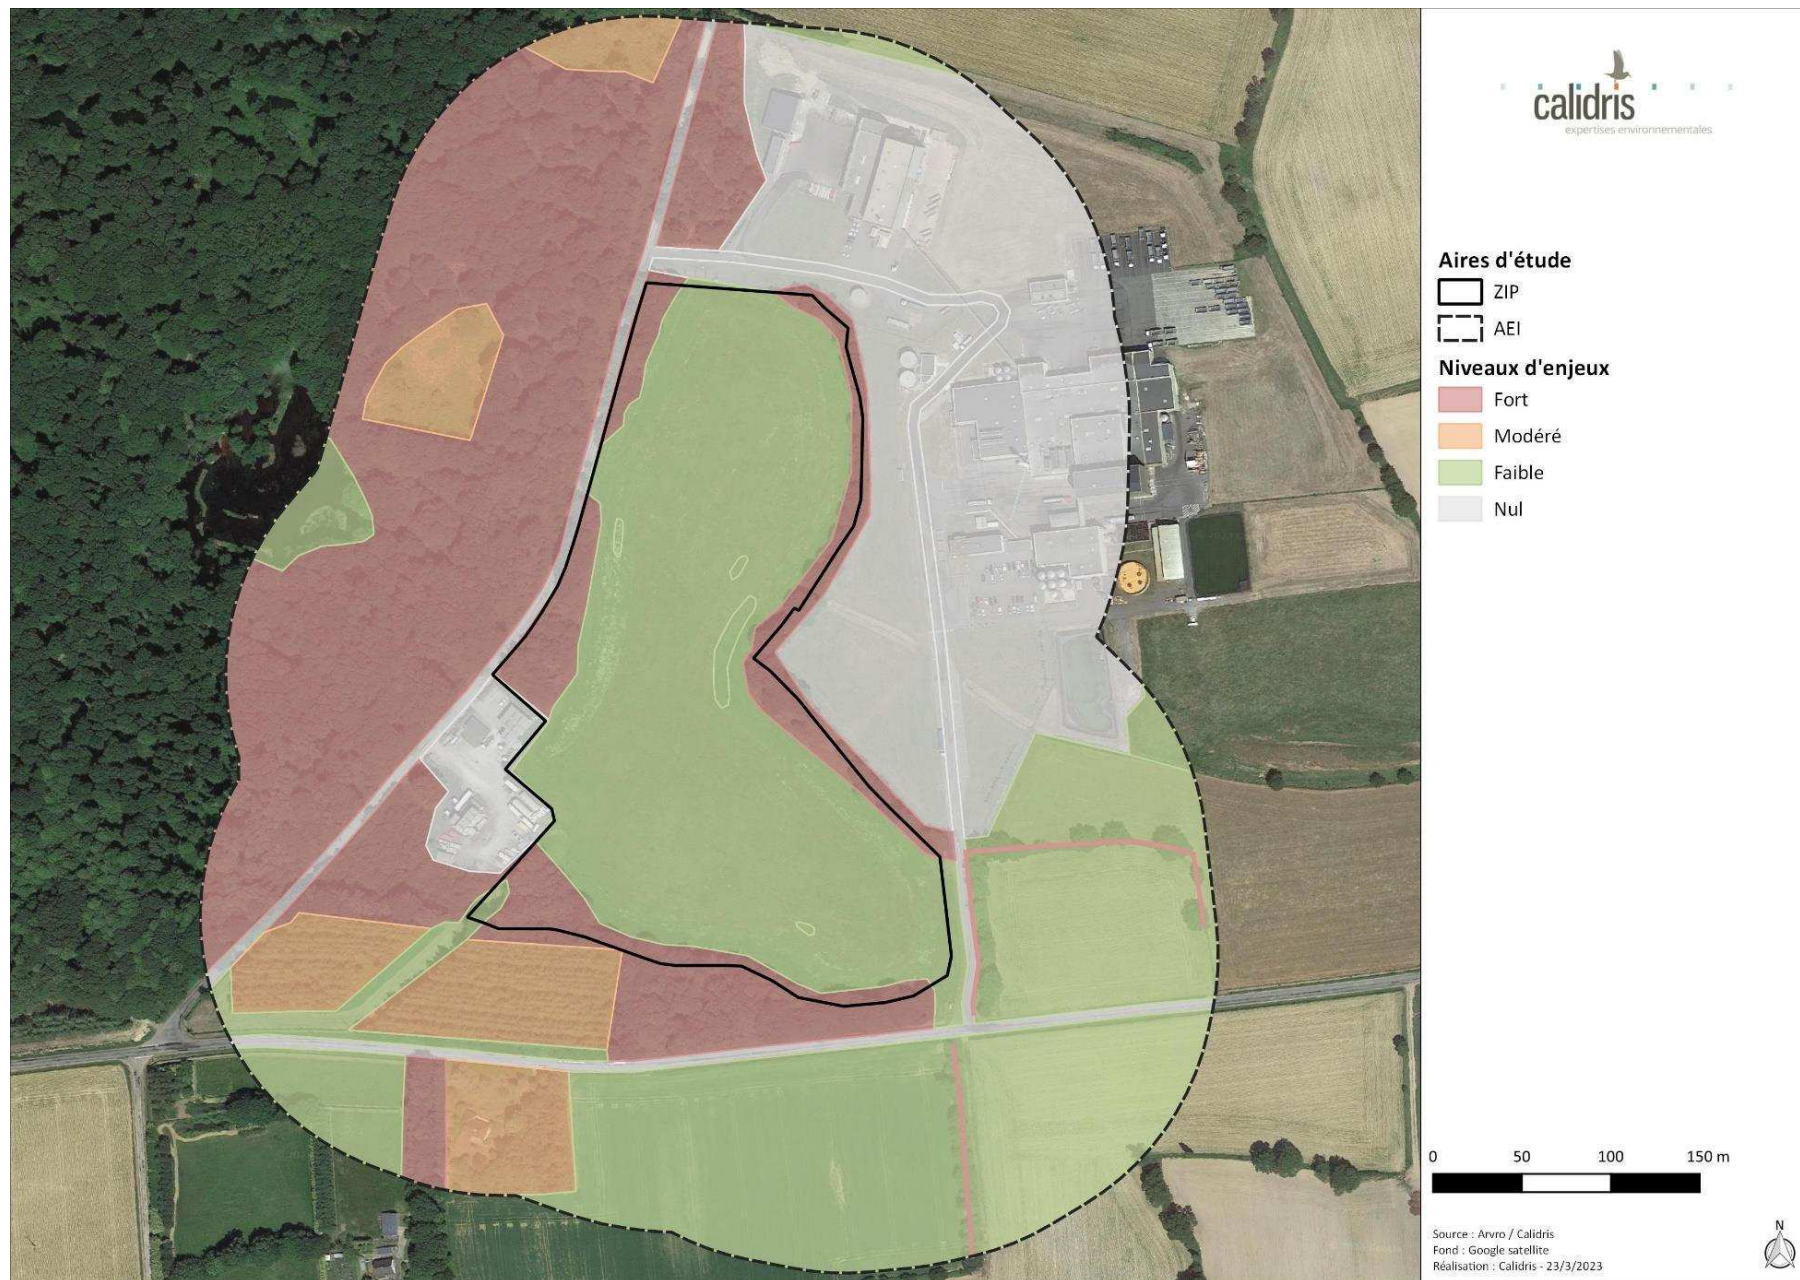 calidris
expertises environnementales
Aires d'étude
ZIP
AEI
Niveaux d'enjeux
Fort
Modéré
Faible
Nul
0 50 100 150 m
Source : Arvro / Calidris
Fond : Google satellite
Réalisation : Calidris - 23/3/2023
N